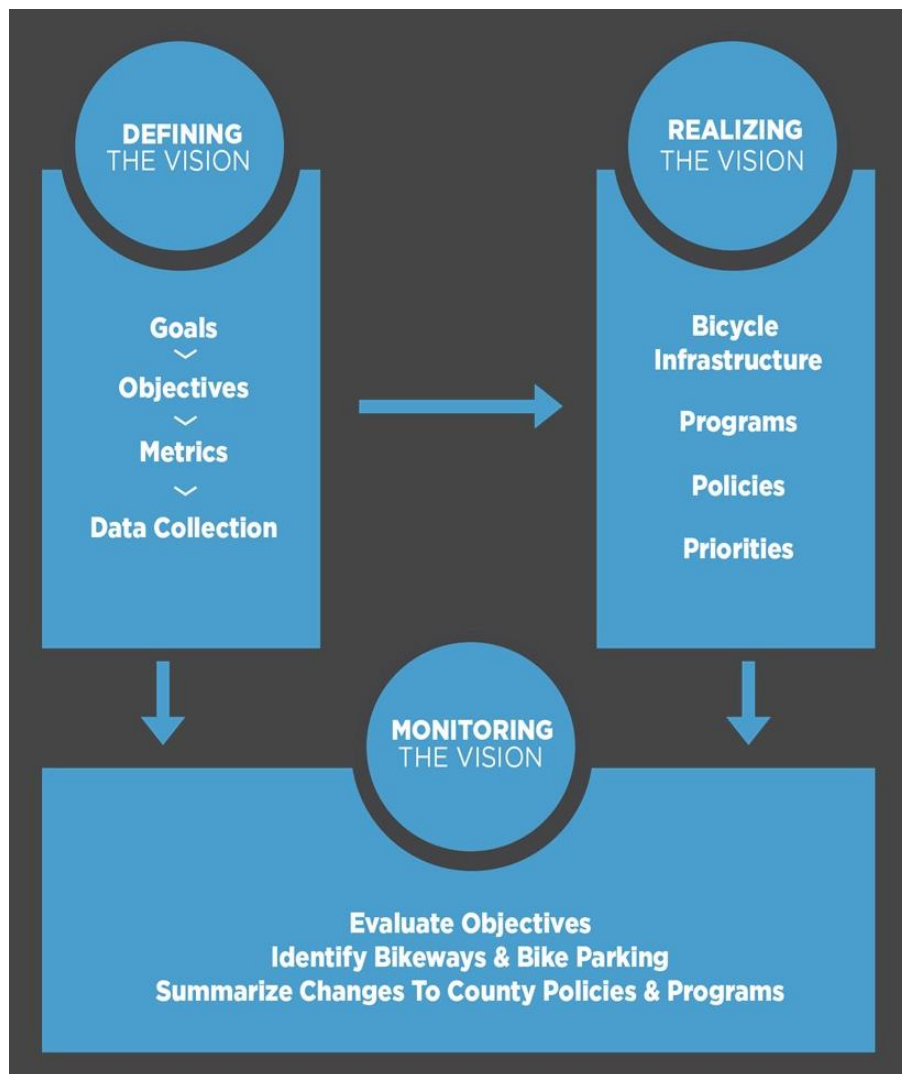 DEFINING
THE VISION
Goals
Objectives
Metrics
Data Collection
REALIZING
THE VISION
Bicycle
Infrastructure
Programs
Policies
Priorities
MONITORING
THE VISION
Evaluate Objectives
Identify Bikeways & Bike Parking
Summarize Changes To County Policies & Programs